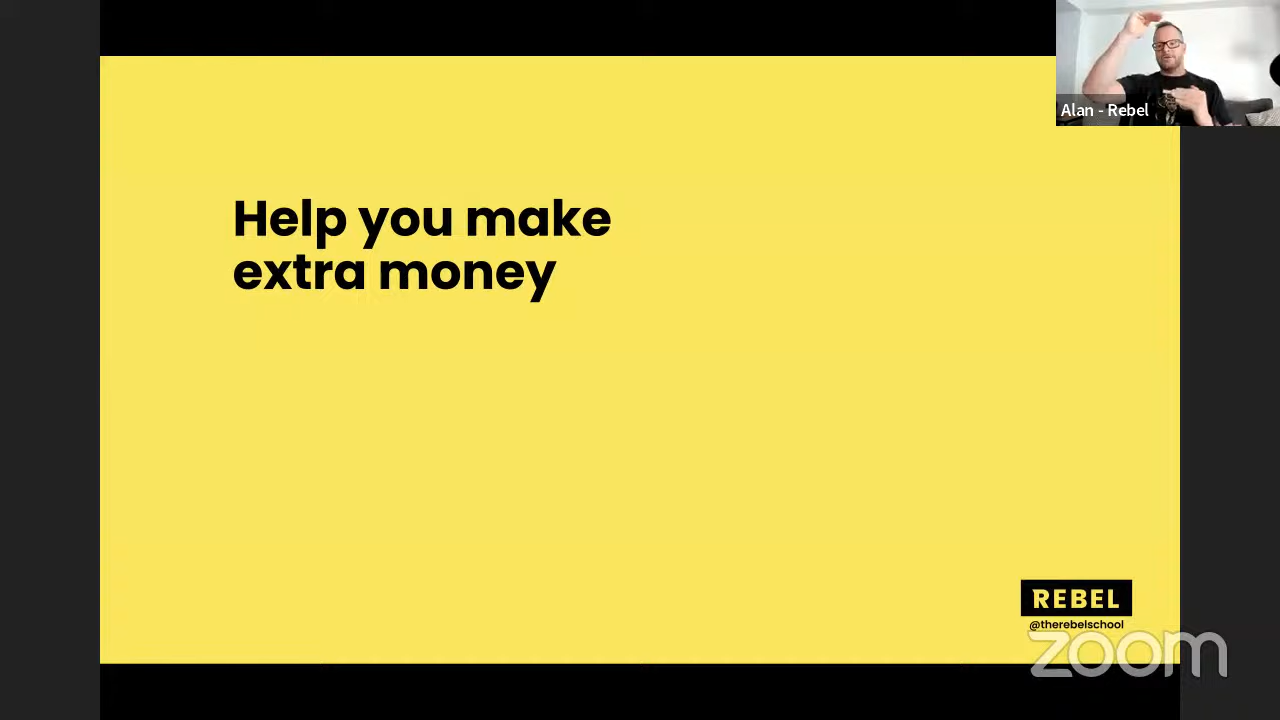 Alan - Rebel
Help you make
extra money
REBEL
@therebelschool
zoom